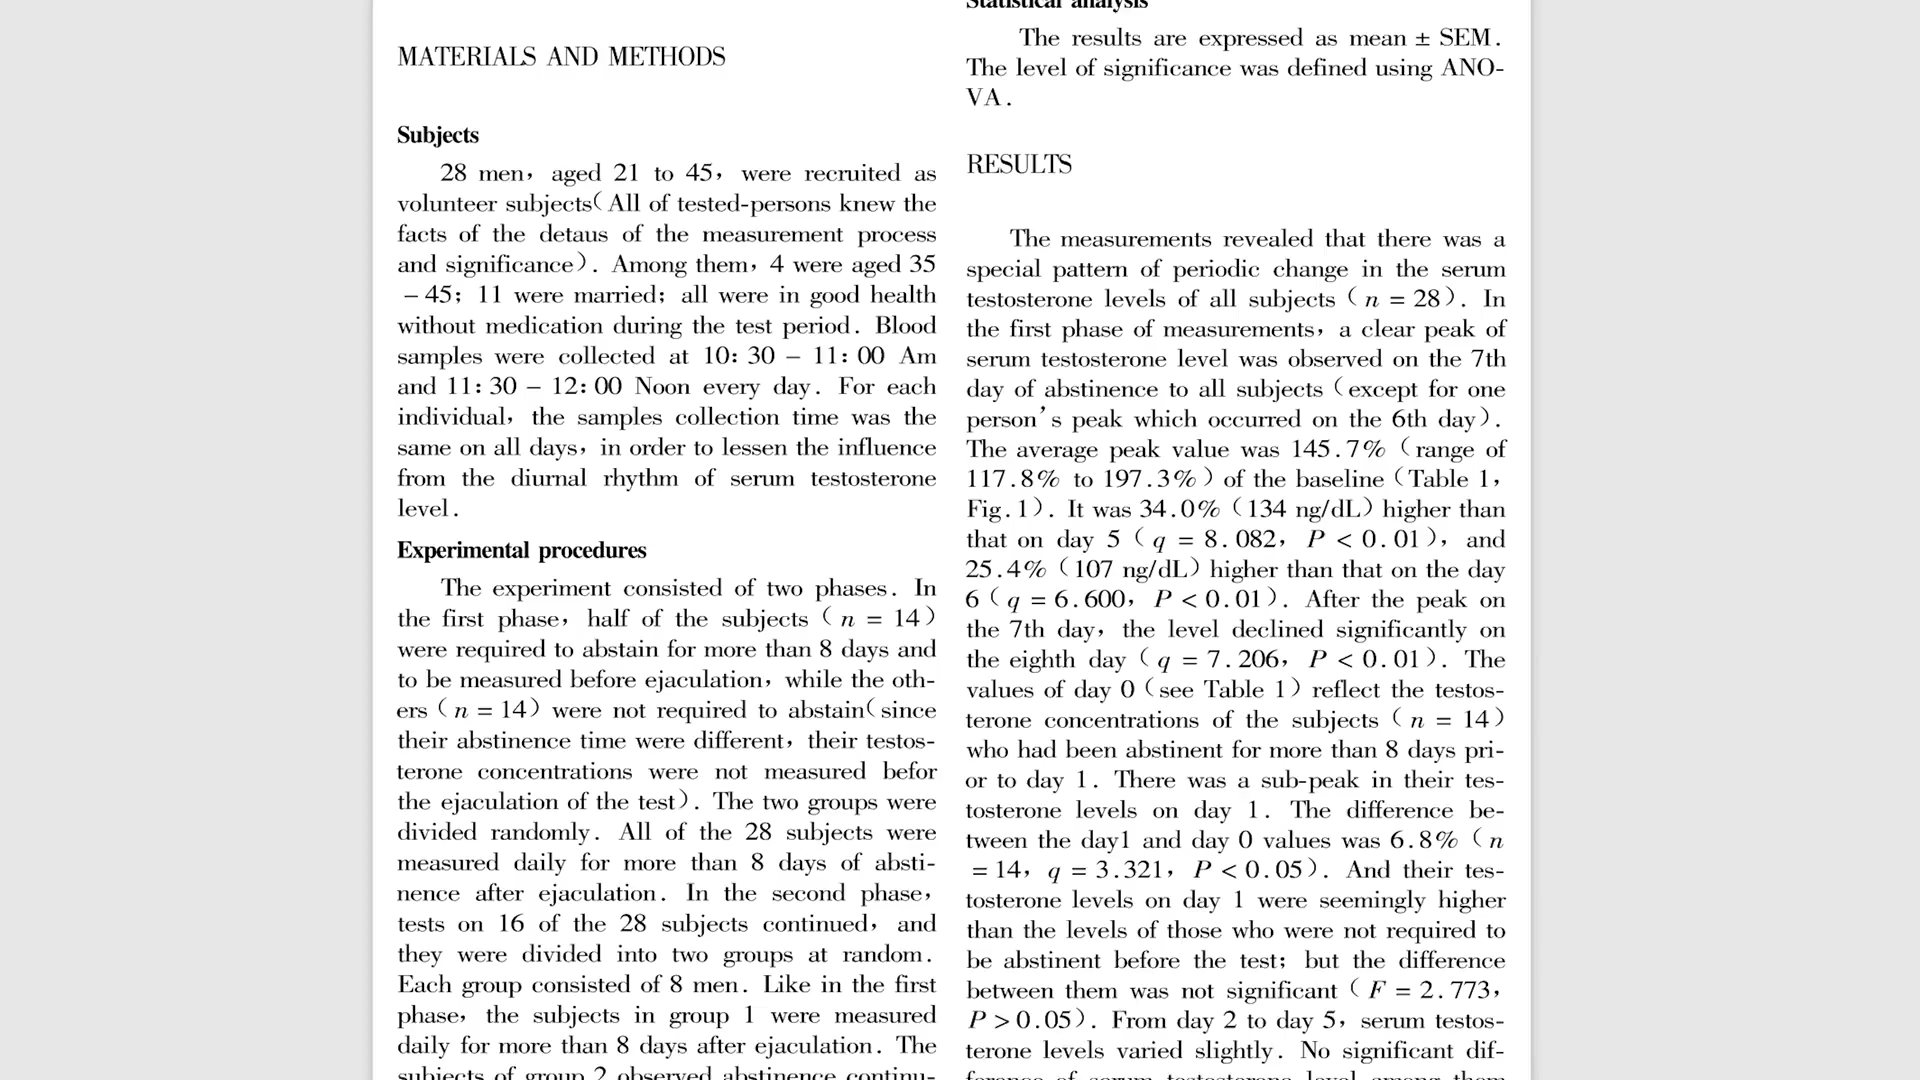 MATERIALS AND METHODS
Subjects
28 men, aged 21 to 45, were recruited as
volunteer subjects(All of tested-persons knew the
facts of the detaus of the measurement process
and significance). Among them, 4 were aged 35
– 45; 11 were married; all were in good health
without medication during the test period. Blood
samples were collected at 10:30 – 11:00 Am
and 11:30 – 12:00 Noon every day. For each
individual, the samples collection time was the
same on all days, in order to lessen the influence
from the diurnal rhythm of serum testosterone
level.
Experimental procedures
The experiment consisted of two phases. In
the first phase, half of the subjects (n = 14)
were required to abstain for more than 8 days and
to be measured before ejaculation, while the oth-
ers (n = 14) were not required to abstain(since
their abstinence time were different, their testos-
terone concentrations were not measured befor
the ejaculation of the test). The two groups were
divided randomly. All of the 28 subjects were
measured daily for more than 8 days of absti-
nence after ejaculation. In the second phase,
tests on 16 of the 28 subjects continued, and
they were divided into two groups at random.
Each group consisted of 8 men. Like in the first
phase, the subjects in group 1 were measured
daily for more than 8 days after ejaculation. The
subjects of group 2 observed abstinence continu-
Statistical analysis
The results are expressed as mean ± SEM.
The level of significance was defined using ANO-
VA.
RESULTS
The measurements revealed that there was a
special pattern of periodic change in the serum
testosterone levels of all subjects (n = 28). In
the first phase of measurements, a clear peak of
serum testosterone level was observed on the 7th
day of abstinence to all subjects (except for one
person's peak which occurred on the 6th day).
The average peak value was 145.7% (range of
117.8% to 197.3%) of the baseline (Table 1,
Fig.1). It was 34.0% (134 ng/dL) higher than
that on day 5 (q = 8.082, P < 0.01), and
25.4% (107 ng/dL) higher than that on the day
6 (q = 6.600, P < 0.01). After the peak on
the 7th day, the level declined significantly on
the eighth day (q = 7.206, P < 0.01). The
values of day 0 (see Table 1) reflect the testos-
terone concentrations of the subjects (n = 14)
who had been abstinent for more than 8 days pri-
or to day 1. There was a sub-peak in their tes-
tosterone levels on day 1. The difference be-
tween the day1 and day 0 values was 6.8% (n
= 14, q = 3.321, P < 0.05). And their tes-
tosterone levels on day 1 were seemingly higher
than the levels of those who were not required to
be abstinent before the test; but the difference
between them was not significant (F = 2.773,
P > 0.05). From day 2 to day 5, serum testos-
terone levels varied slightly. No significant dif-
ference of serum testosterone level among them